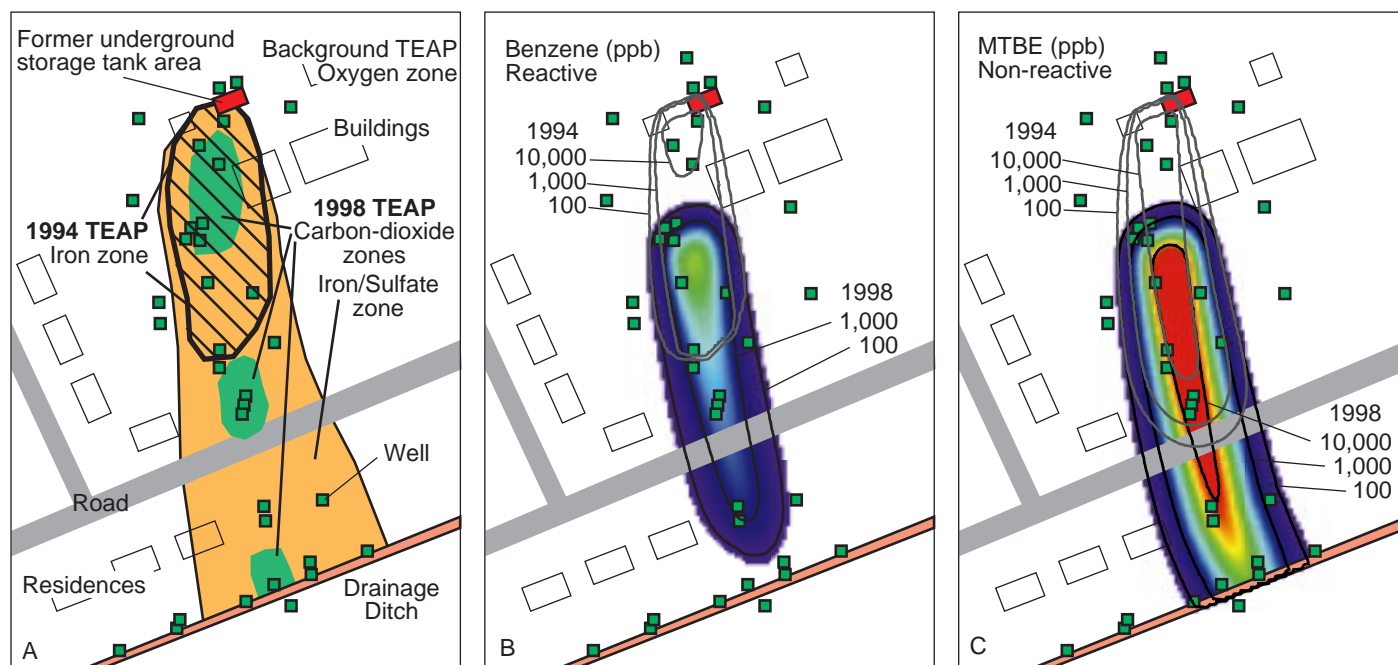 Former underground
storage tank area
Background TEAP
Oxygen zone
Buildings
1994 TEAP
Iron zone
1998 TEAP
Carbon-dioxide
zones
Iron/Sulfate
zone
Well
Road
Residences
Drainage
Ditch
A
Benzene (ppb)
Reactive
1994
10,000
1,000
100
1998
1,000
100
B
MTBE (ppb)
Non-reactive
1994
10,000
1,000
100
1998
10,000
1,000
100
C